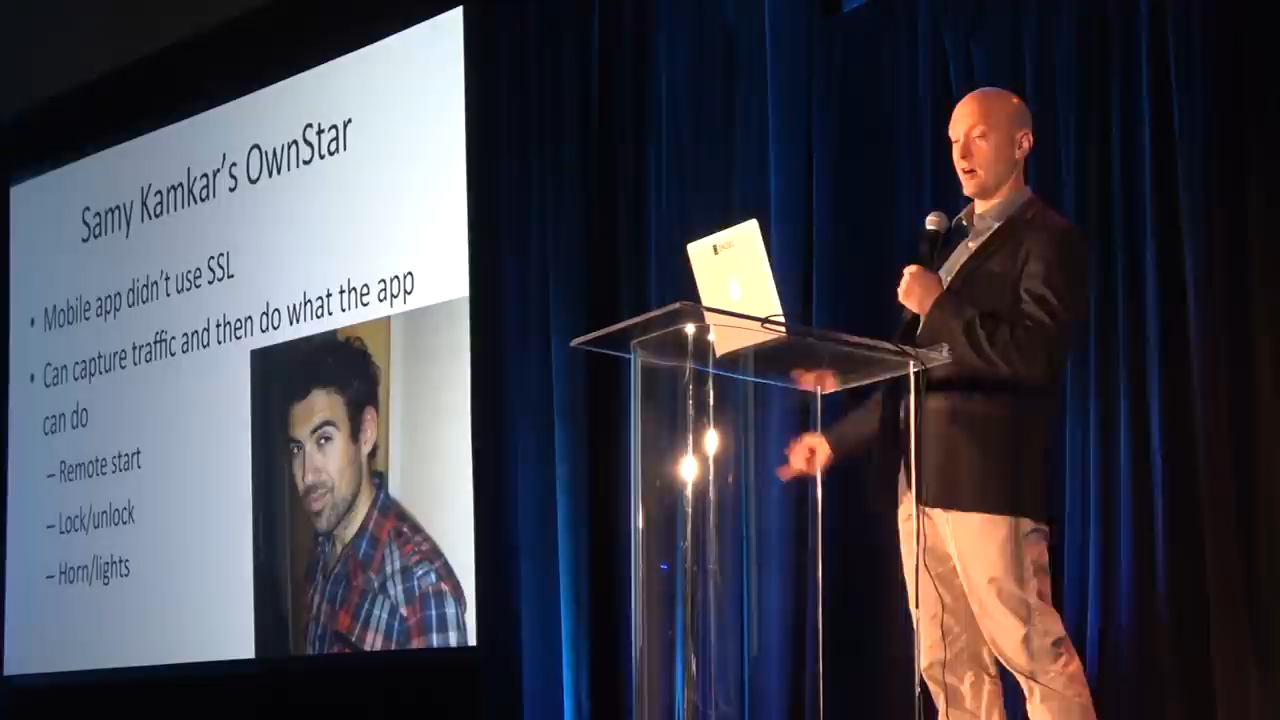 Samy Kamkar's OwnStar
• Mobile app didn't use SSL
• Can capture traffic and then do what the app
can do
– Remote start
– Lock/unlock
– Horn/lights